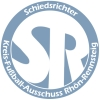 Schiedsrichter
SR
Kreis-Fußball-Ausschuss Rhön-Rennsteig